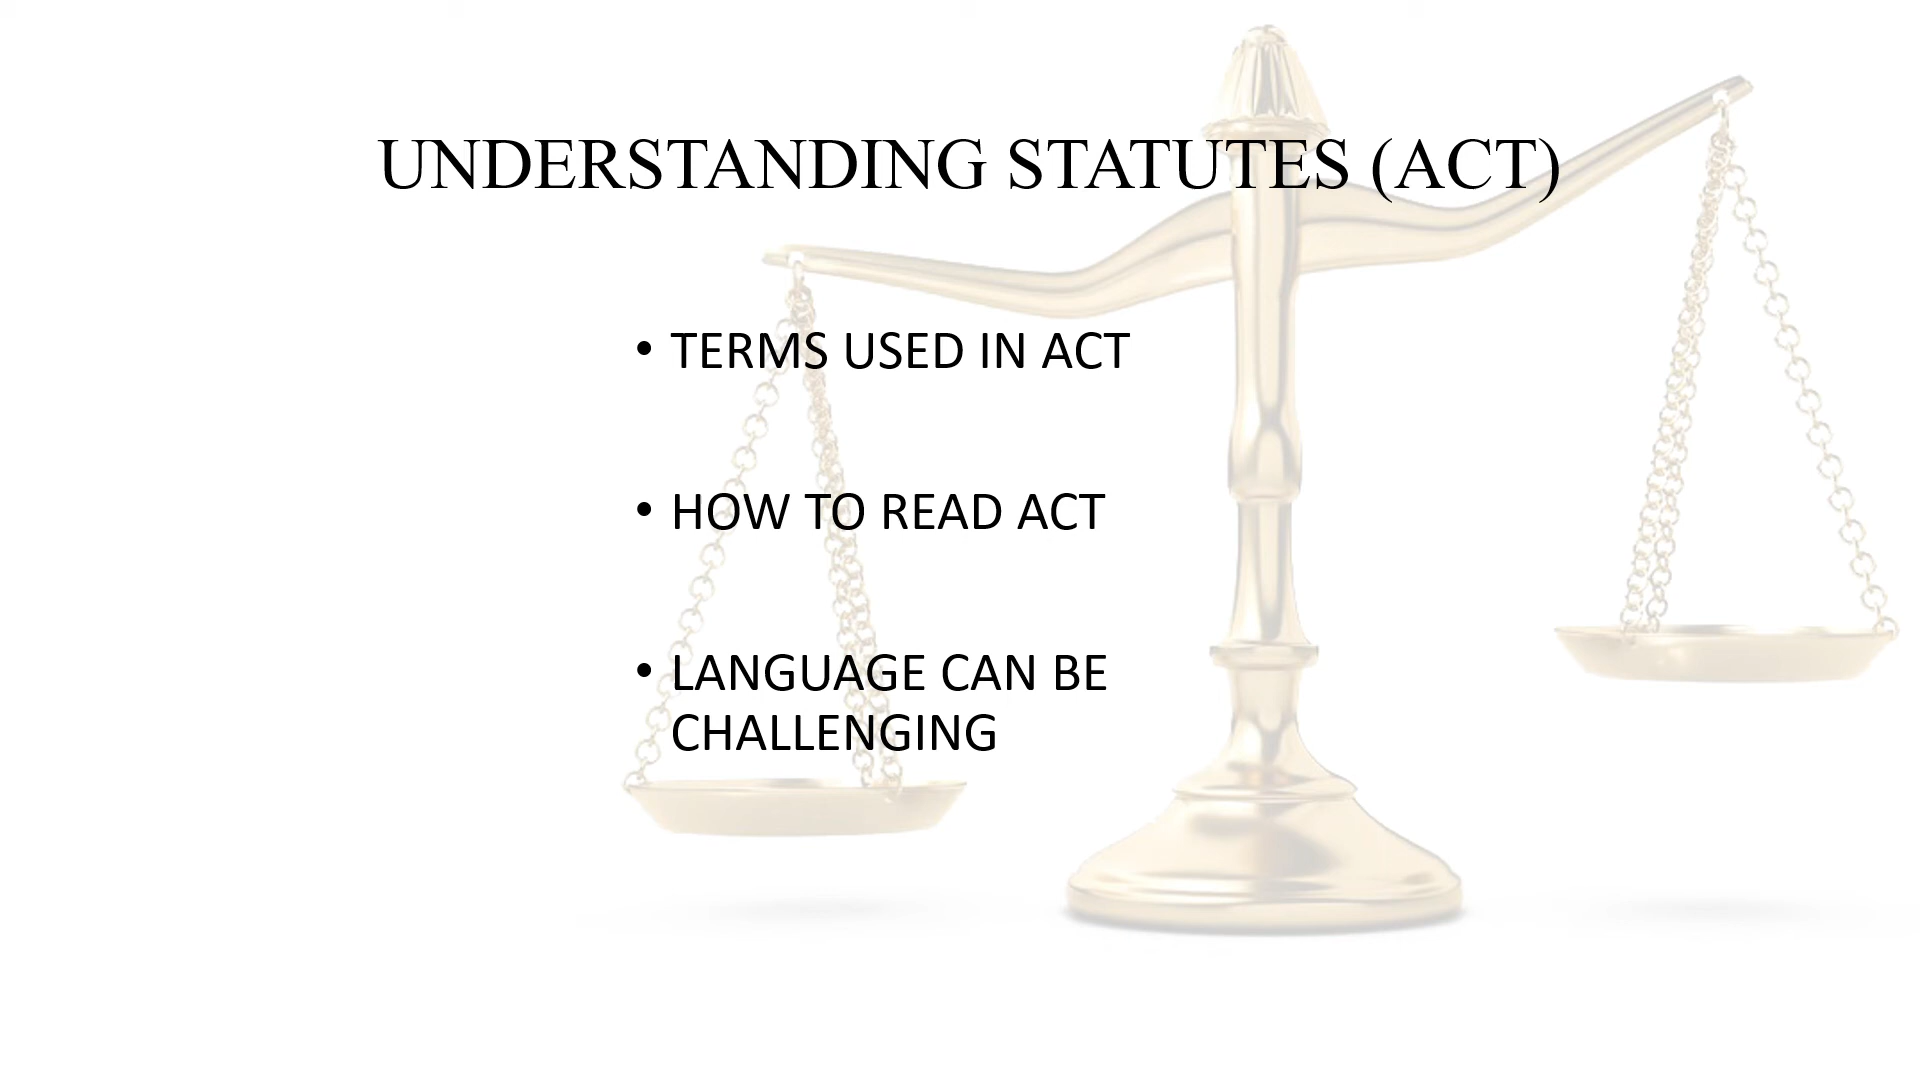 UNDERSTANDING STATUTES (ACT)
• TERMS USED IN ACT
• HOW TO READ ACT
• LANGUAGE CAN BE
CHALLENGING